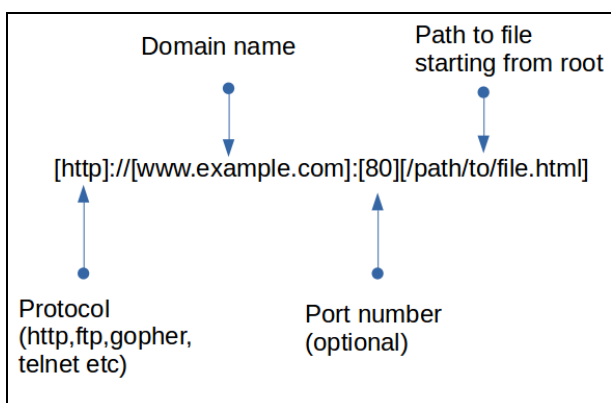 Domain name
Path to file
starting from root
[http]://[www.example.com]:[80][/path/to/file.html]
Protocol
(http,ftp,gopher,
telnet etc)
Port number
(optional)